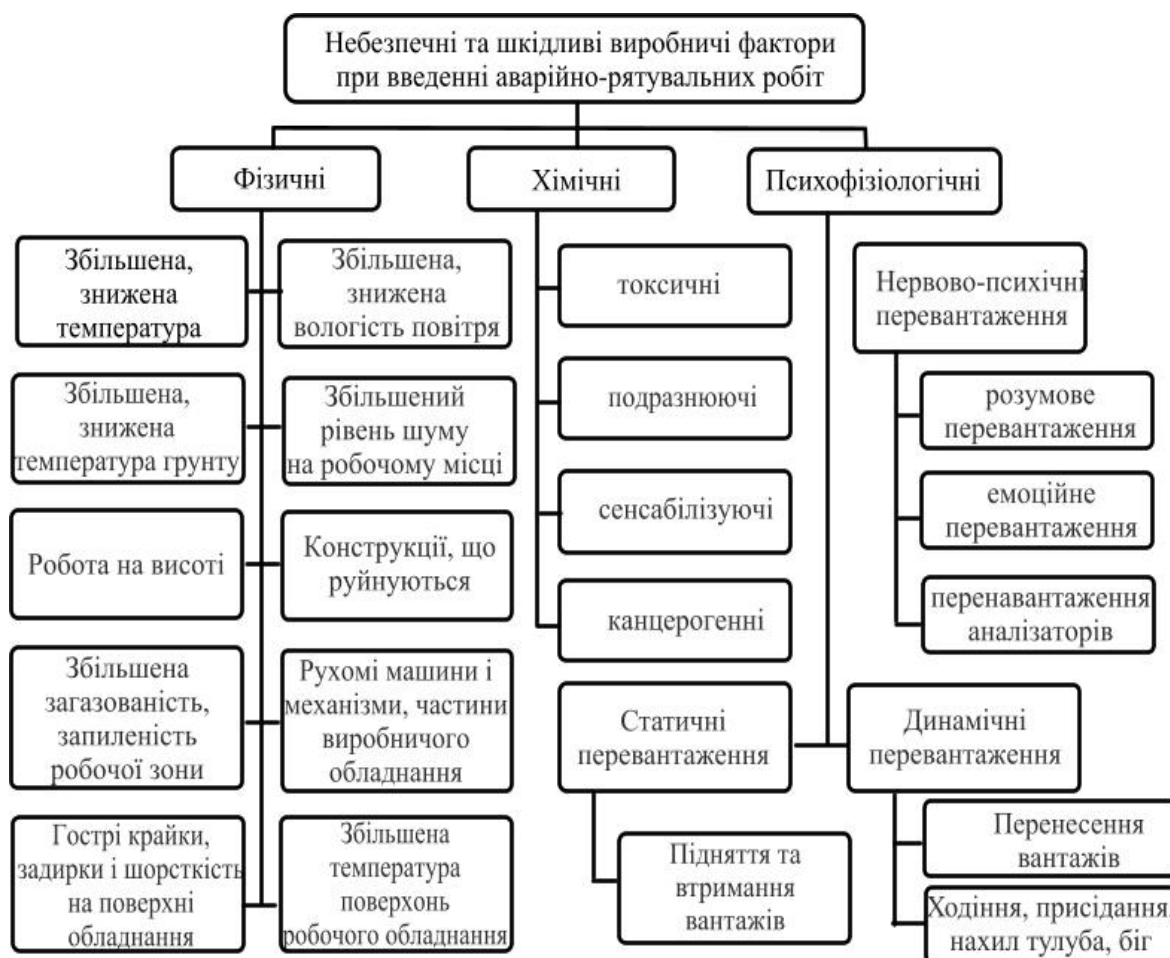 Небезпечні та шкідливі виробничі фактори
при введенні аварійно-рятувальних робіт
Фізичні
Хімічні
Психофізіологічні
Збільшена,
знижена
температура
Збільшена,
знижена
вологість повітря
Збільшена,
знижена
температура грунту
Збільшений
рівень шуму
на робочому місці
Робота на висоті
Конструкції, що
руйнуються
Збільшена
загазованість,
запиленість
робочої зони
Рухомі машини і
механізми, частини
виробничого
обладнання
Гострі крайки,
задирки і шорсткість
на поверхні
обладнання
Збільшена
температура
поверхонь
робочого обладнання
токсичні
подразнюючі
сенсабілізуючі
канцерогенні
Нервово-психічні
перевантаження
розумове
перевантаження
емоційне
перевантаження
перенавантаження
аналізаторів
Статичні
перевантаження
Підняття та
втримання
вантажів
Динамічні
перевантаження
Перенесення
вантажів
Ходіння, присідання,
нахил тулуба, біг